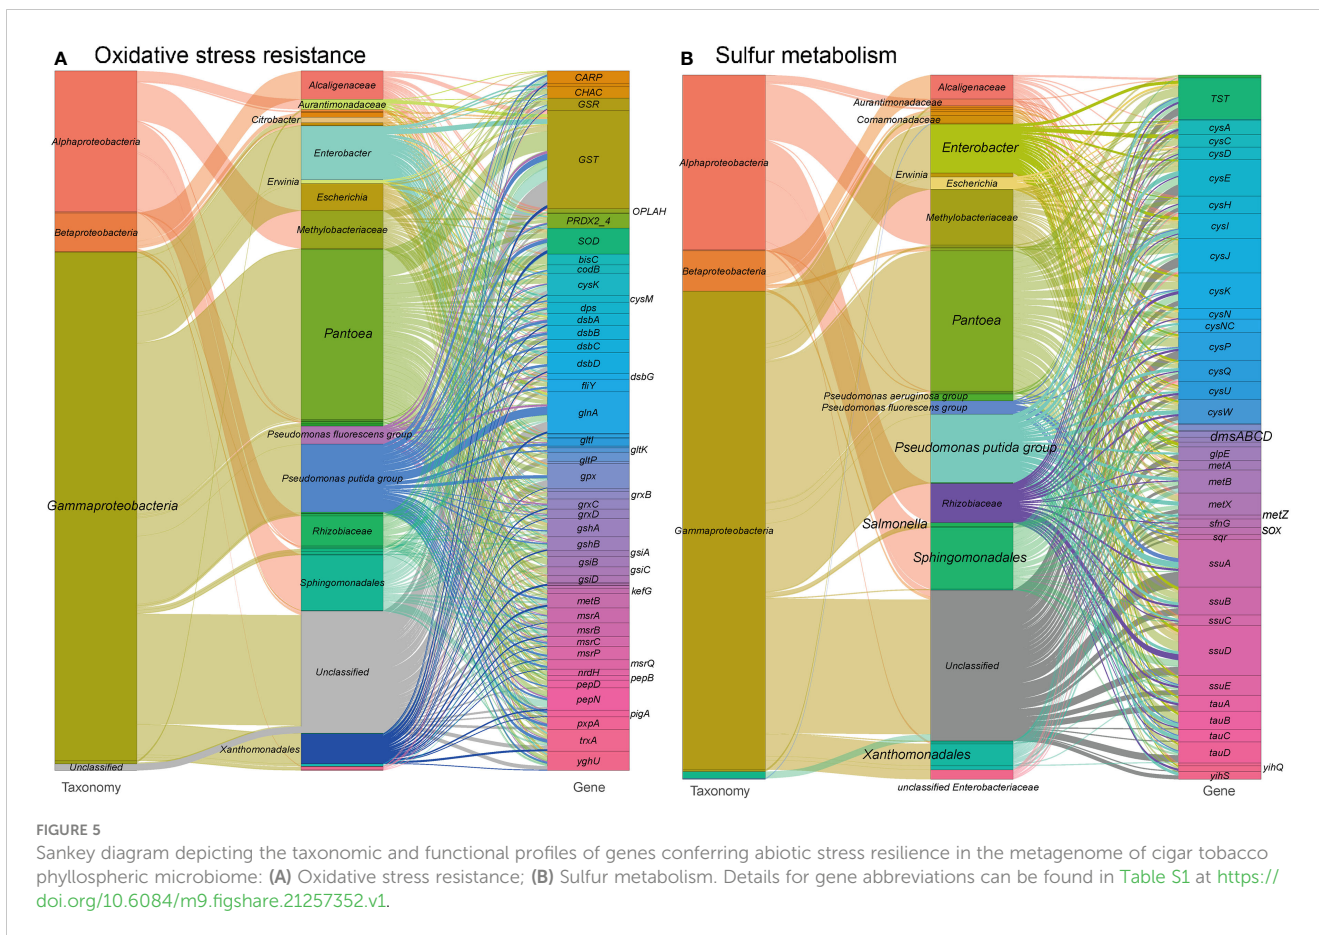 A Oxidative stress resistance
Alphaproteobacteria
Betaproteobacteria
Gammaproteobacteria
Unclassified
Taxonomy
Alcaligenaceae
Aurantimonadaceae
Citrobacter
Enterobacter
Erwinia
Escherichia
Methylobacteriaceae
Pantoea
Pseudomonas fluorescens group
Pseudomonas putida group
Rhizobiaceae
Sphingomonadales
Unclassified
Xanthomonadales
CARP
CHAC
GSR
GST
OPLAH
PRDX2_4
SOD
bisC
codB
cysK
cysM
dps
dsbA
dsbB
dsbC
dsbD
dsbG
fliY
glnA
gltI
gltK
gltP
gpx
grxB
grxC
grxD
gshA
gshB
gsiA
gsiB
gsiC
gsiD
kefG
metB
msrA
msrB
msrC
msrP
msrQ
nrdH
pepB
pepD
pepN
pigA
pxpA
trxA
yghU
Gene
B Sulfur metabolism
Alphaproteobacteria
Betaproteobacteria
Gammaproteobacteria
Taxonomy
Alcaligenaceae
Aurantimonadaceae
Comamonadaceae
Enterobacter
Erwinia
Escherichia
Methylobacteriaceae
Pantoea
Pseudomonas aeruginosa group
Pseudomonas fluorescens group
Pseudomonas putida group
Rhizobiaceae
Salmonella
Sphingomonadales
Unclassified
Xanthomonadales
unclassified Enterobacteriaceae
TST
cysA
cysC
cysD
cysE
cysH
cysI
cysJ
cysK
cysN
cysNC
cysP
cysQ
cysU
cysW
dmsABCD
glpE
metA
metB
metX
metZ
sfnG
sox
sqr
ssuA
ssuB
ssuC
ssuD
ssuE
tauA
tauB
tauC
tauD
yihQ
yihS
Gene
FIGURE 5
Sankey diagram depicting the taxonomic and functional profiles of genes conferring abiotic stress resilience in the metagenome of cigar tobacco
phyllospheric microbiome: (A) Oxidative stress resistance; (B) Sulfur metabolism. Details for gene abbreviations can be found in Table S1 at https://
doi.org/10.6084/m9.figshare.21257352.v1.